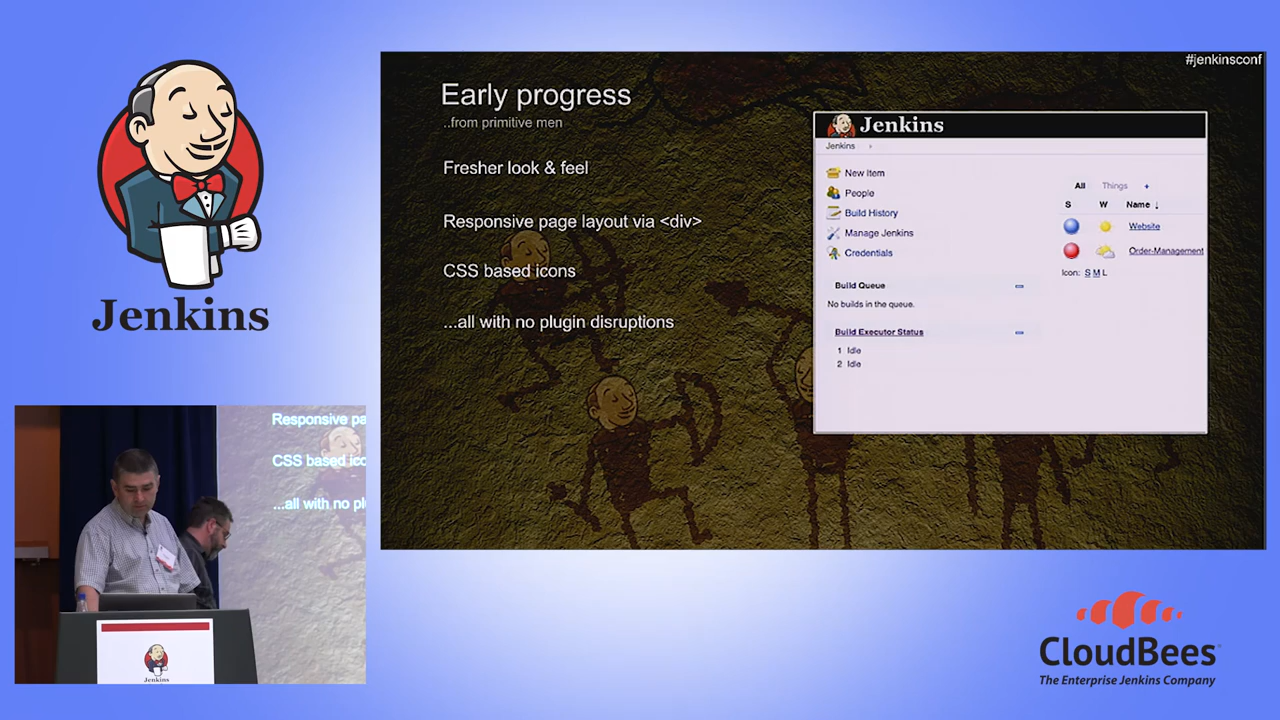 Jenkins
#jenkinsconf
Early progress
..from primitive men
Fresher look & feel
Responsive page layout via <div>
CSS based icons
...all with no plugin disruptions
Jenkins
Jenkins
New Item
People
Build History
Manage Jenkins
Credentials
All Things +
S W Name ↓
Website
Order-Management
Icon: S M L
Build Queue
No builds in the queue.
Build Executor Status
1 Idle
2 Idle
Responsive pa
CSS based ico
...all with no pl
Jenkins
CloudBees
The Enterprise Jenkins Company